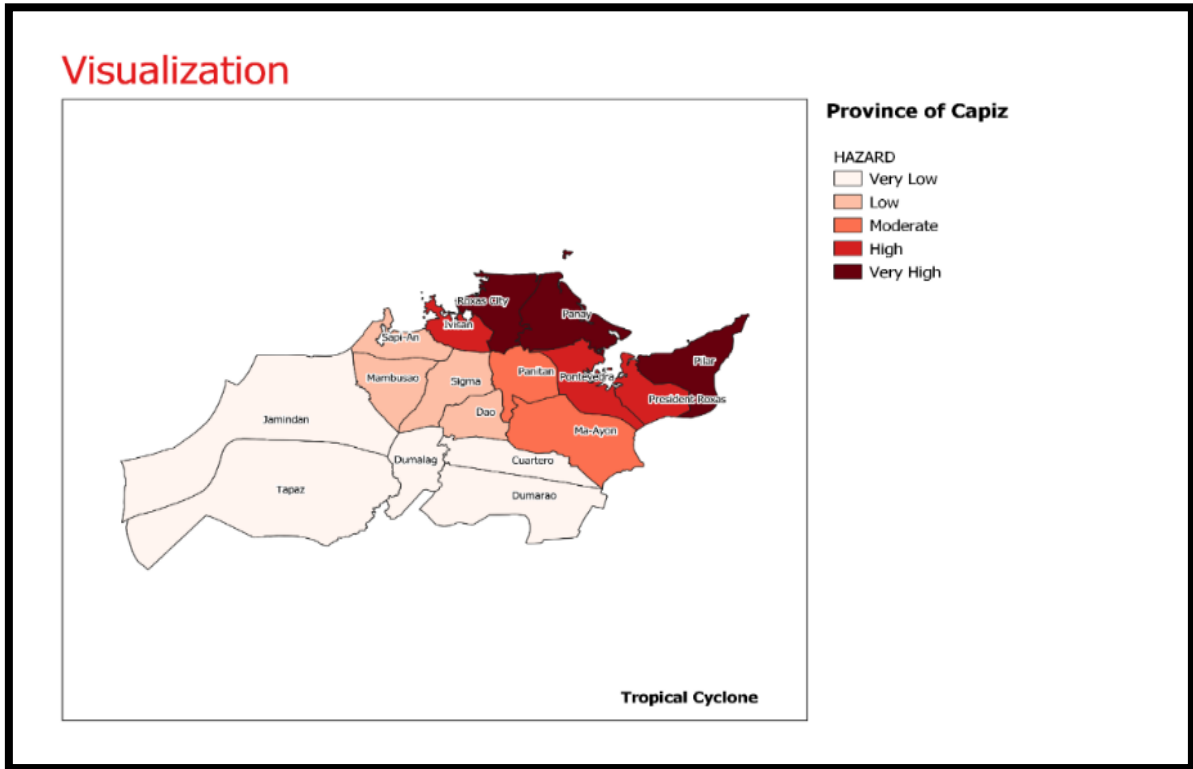 Visualization
Province of Capiz
HAZARD
Very Low
Low
Moderate
High
Very High
Roxas City
Panay
Ivisan
Sapi-An
Pilar
Mambusao
Sigma
Panitan
Pontevedra
President Roxas
Dao
Jamindan
Ma-Ayon
Dumalag
Cuartero
Tapaz
Dumarao
Tropical Cyclone